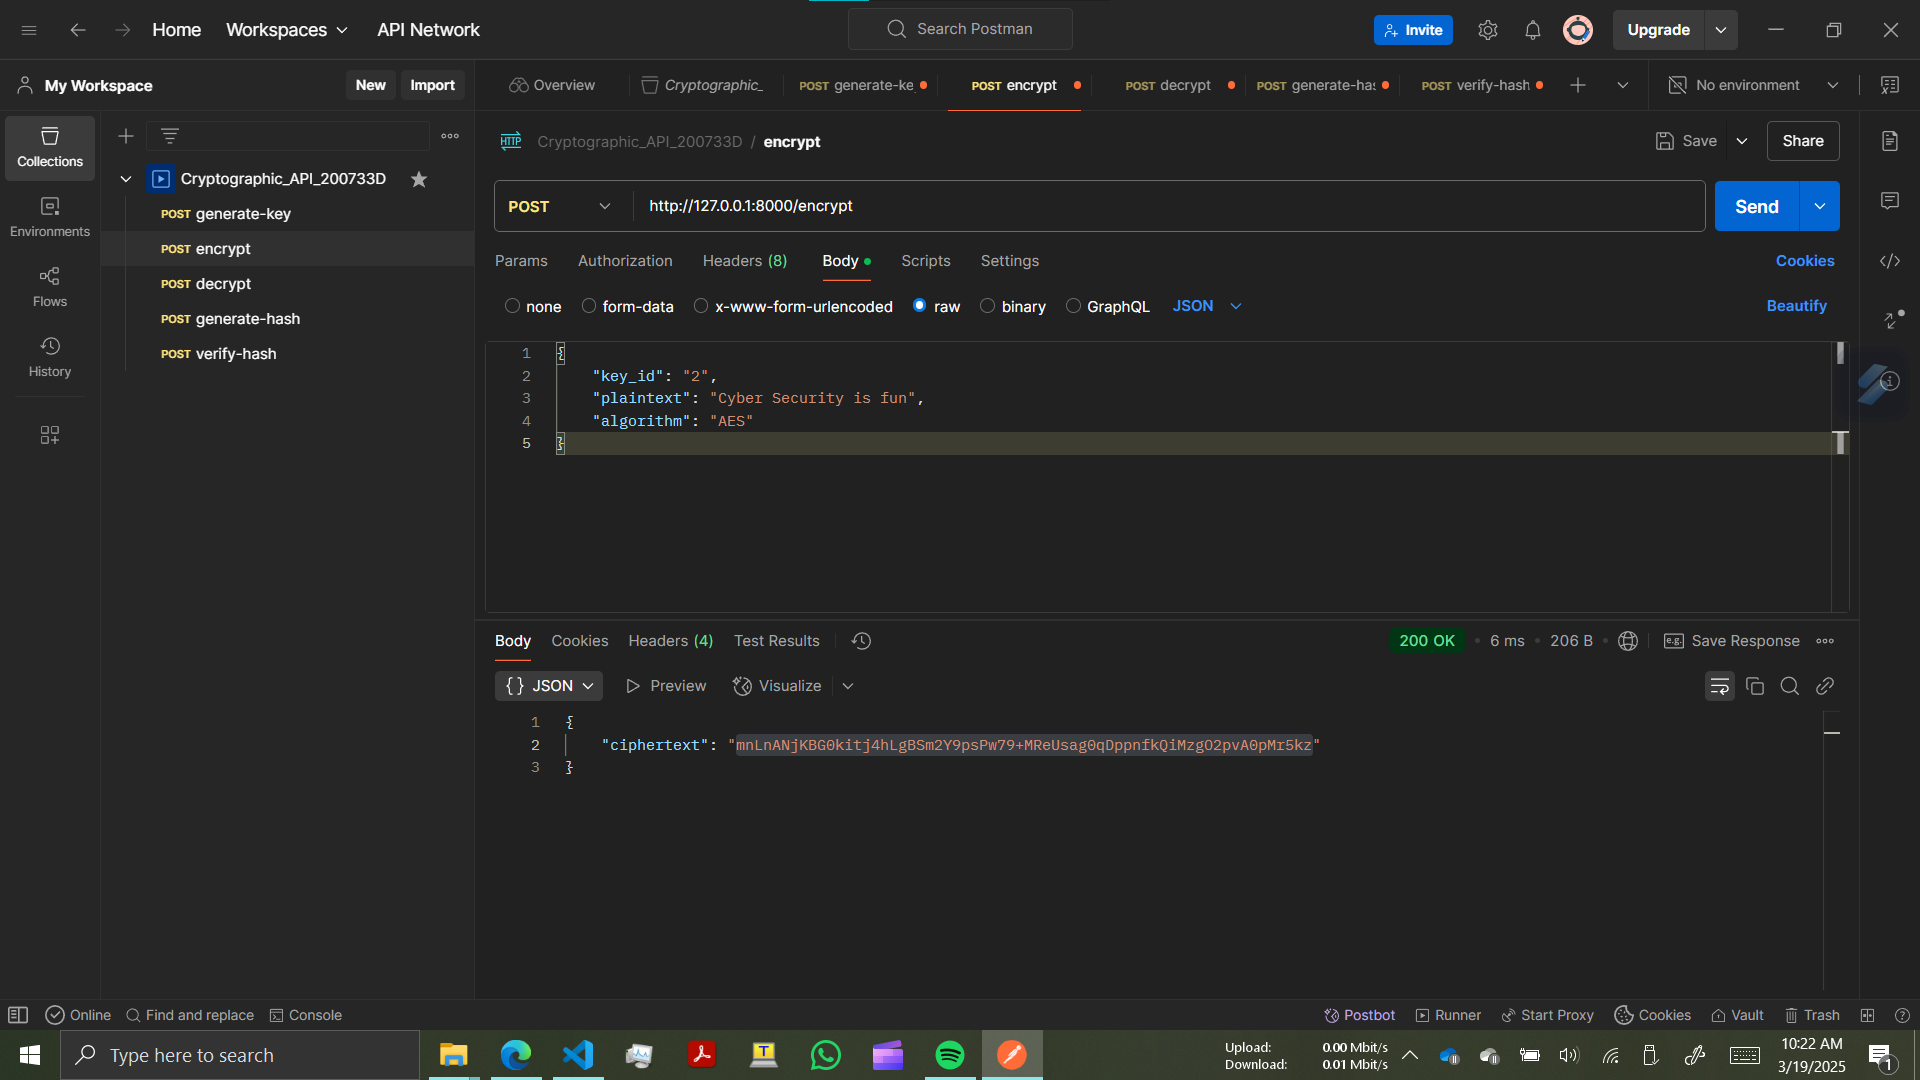 Home Workspaces API Network Search Postman Invite Upgrade
My Workspace New Import Overview Cryptographic_ POST generate-ke POST encrypt POST decrypt POST generate-has POST verify-hash No environment
Collections
Environments
Flows
History
Cryptographic_API_200733D
POST generate-key
POST encrypt
POST decrypt
POST generate-hash
POST verify-hash
HTTP Cryptographic_API_200733D / encrypt Save Share
POST http://127.0.0.1:8000/encrypt Send
Params Authorization Headers (8) Body Scripts Settings Cookies
none form-data x-www-form-urlencoded raw binary GraphQL JSON Beautify
1 {
2 "key_id": "2",
3 "plaintext": "Cyber Security is fun",
4 "algorithm": "AES"
5 }
Body Cookies Headers (4) Test Results 200 OK 6 ms 206 B e.g. Save Response
{} JSON Preview Visualize
1 {
2 "ciphertext": "mnLnANjKBG0kitj4hLgBSm2Y9psPw79+MReUsag0qDppnfkQiMzgO2pvA0pMr5kz"
3 }
Online Find and replace Console Postbot Runner Start Proxy Cookies Vault Trash
Type here to search
Upload: 0.00 Mbit/s
Download: 0.01 Mbit/s
10:22 AM
3/19/2025
1